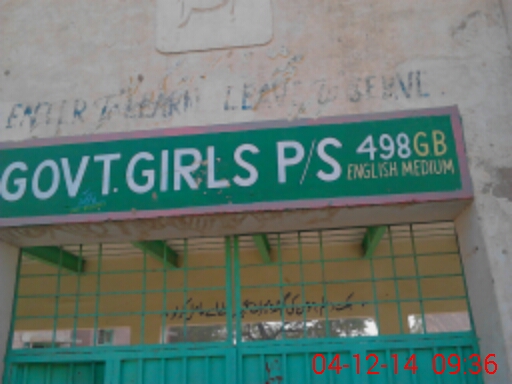 ENTER To LEARN LEAVE To SERVE
GOVT. GIRLS P/S 498GB
ENGLISH MEDIUM
04-12-14 09:36